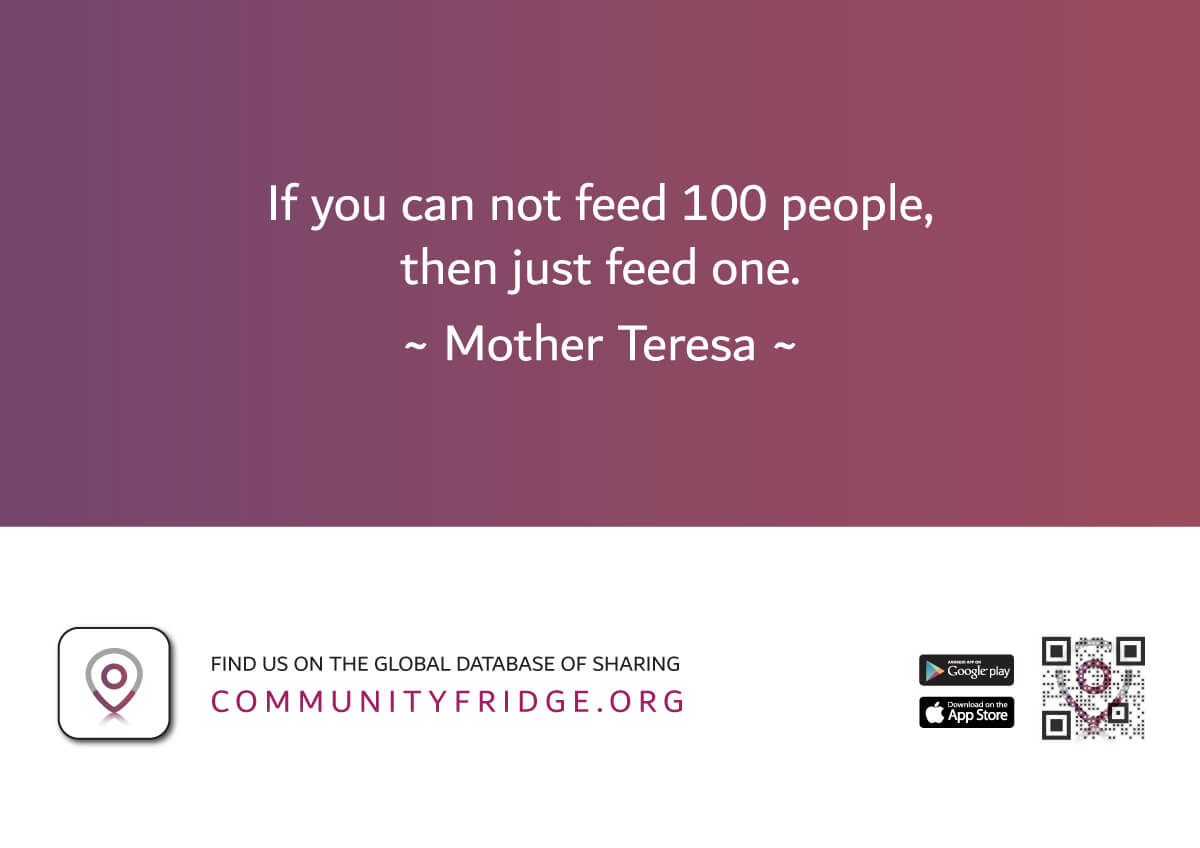 If you can not feed 100 people,
then just feed one.
~ Mother Teresa ~
FIND US ON THE GLOBAL DATABASE OF SHARING
COMMUNITYFRIDGE.ORG
ANDROID APP ON
Google play
Download on the
App Store